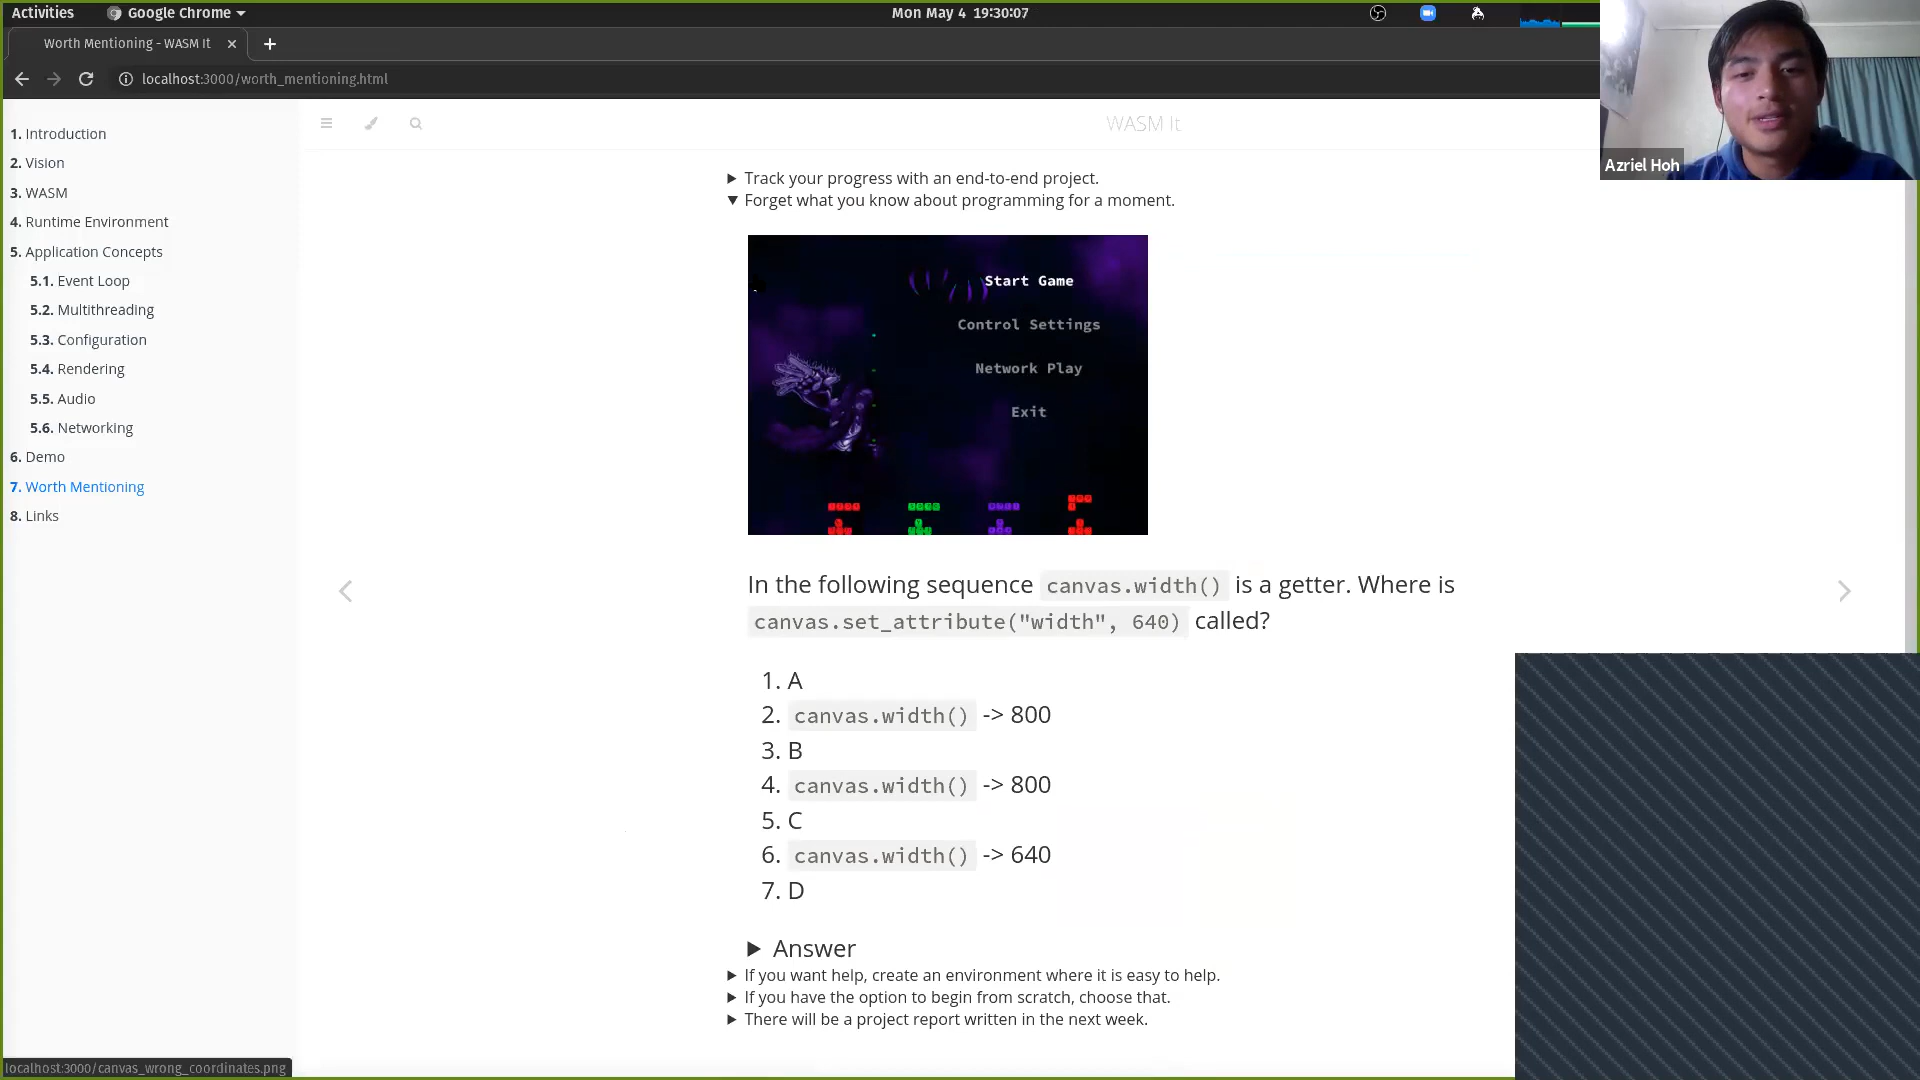 Activities
Google Chrome
Mon May 4 19:30:07
Worth Mentioning - WASM It
localhost:3000/worth_mentioning.html
Azriel Hoh
1. Introduction
2. Vision
3. WASM
4. Runtime Environment
5. Application Concepts
5.1. Event Loop
5.2. Multithreading
5.3. Configuration
5.4. Rendering
5.5. Audio
5.6. Networking
6. Demo
7. Worth Mentioning
8. Links
WASM It
Track your progress with an end-to-end project.
Forget what you know about programming for a moment.
Start Game
Control Settings
Network Play
Exit
In the following sequence canvas.width() is a getter. Where is
canvas.set_attribute("width", 640) called?
1. A
2. canvas.width() -> 800
3. B
4. canvas.width() -> 800
5. C
6. canvas.width() -> 640
7. D
Answer
If you want help, create an environment where it is easy to help.
If you have the option to begin from scratch, choose that.
There will be a project report written in the next week.
localhost:3000/canvas_wrong_coordinates.png